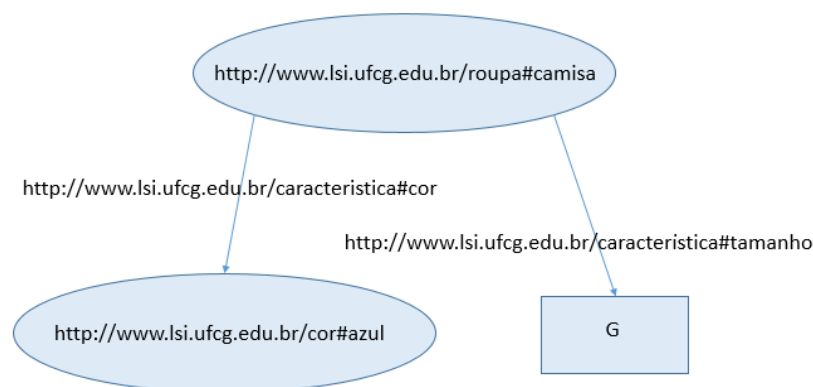 http://www.lsi.ufcg.edu.br/roupa#camisa
http://www.lsi.ufcg.edu.br/caracteristica#cor
http://www.lsi.ufcg.edu.br/caracteristica#tamanho
http://www.lsi.ufcg.edu.br/cor#azul
G